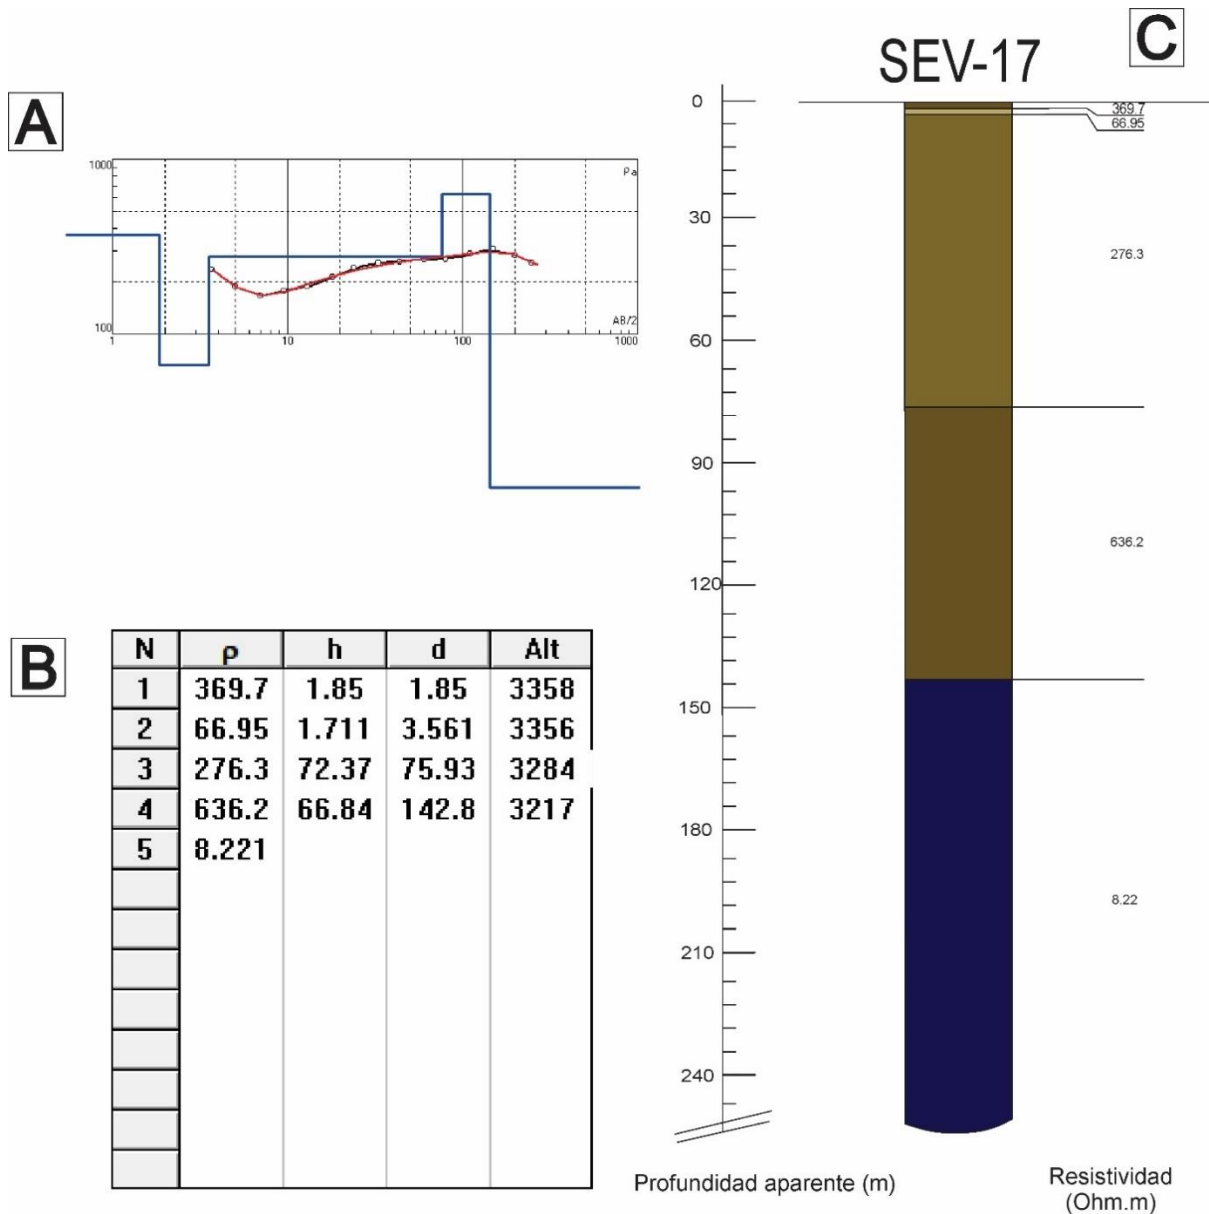 A
1000
ρa
100
AB/2
1 10 100 1000
B
N ρ h d Alt
1 369.7 1.85 1.85 3358
2 66.95 1.711 3.561 3356
3 276.3 72.37 75.93 3284
4 636.2 66.84 142.8 3217
5 8.221
C
SEV-17
0
30
60
90
120
150
180
210
240
369.7
66.95
276.3
636.2
8.22
Profundidad aparente (m)
Resistividad
(Ohm.m)